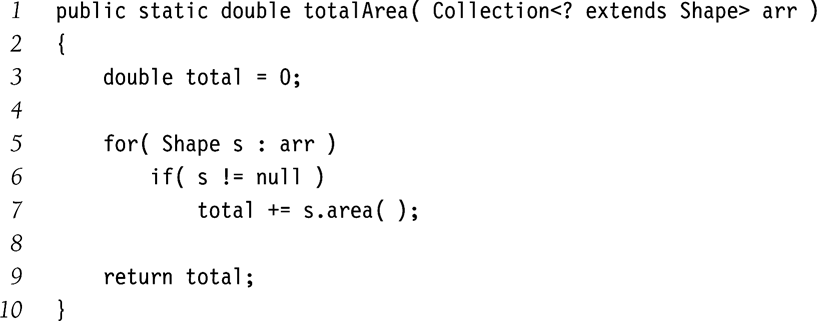 1 public static double totalArea( Collection<? extends Shape> arr )
2 {
3     double total = 0;
4
5     for( Shape s : arr )
6         if( s != null )
7             total += s.area( );
8
9     return total;
10 }